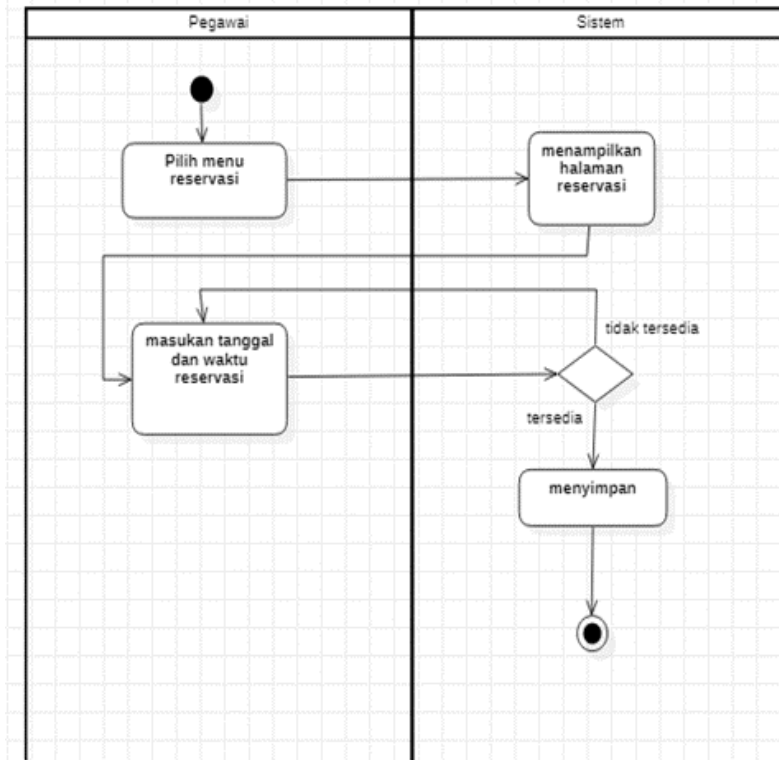 Pegawai
Sistem
Pilih menu
reservasi
menampilkan
halaman
reservasi
masukan tanggal
dan waktu
reservasi
tidak tersedia
tersedia
menyimpan